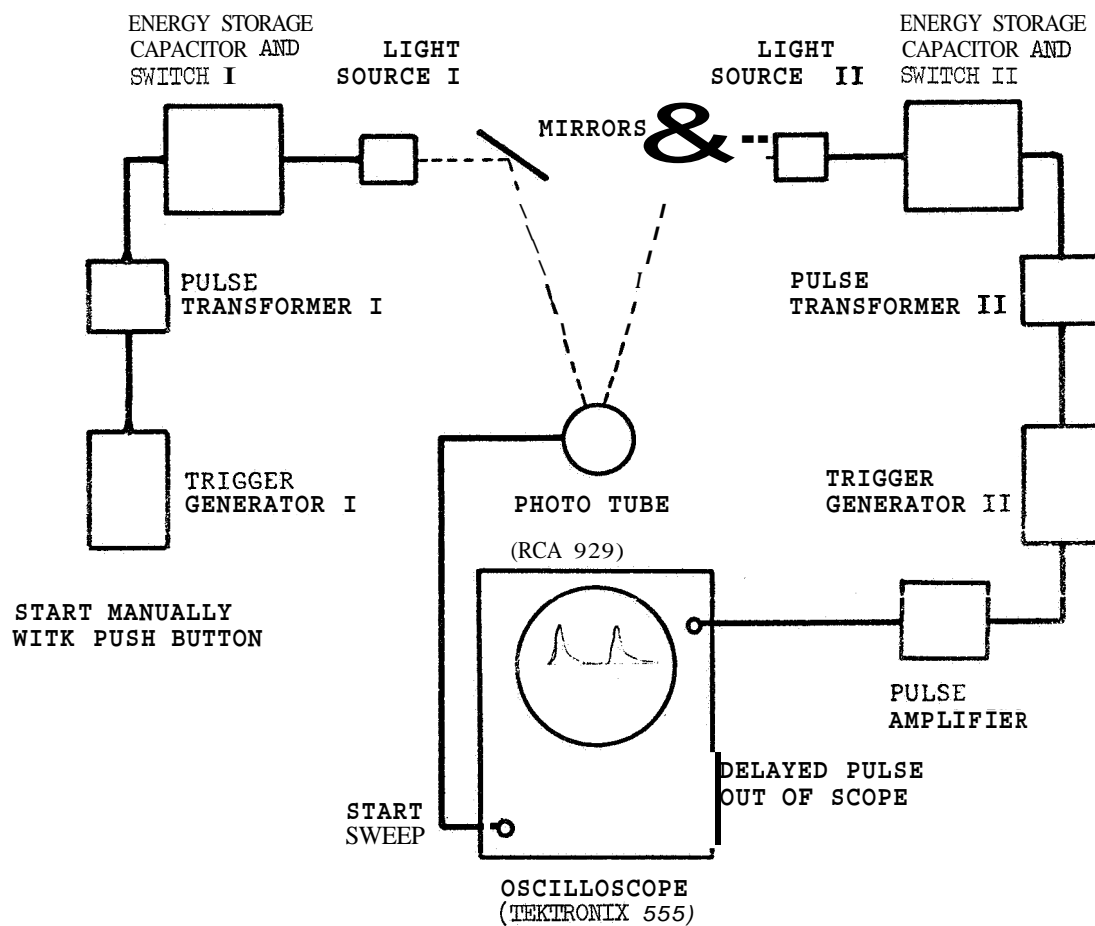 ENERGY STORAGE
CAPACITOR AND
SWITCH I
LIGHT
SOURCE I
LIGHT
SOURCE II
ENERGY STORAGE
CAPACITOR AND
SWITCH II
MIRRORS
&
PULSE
TRANSFORMER I
I
PULSE
TRANSFORMER II
TRIGGER
GENERATOR I
PHOTO TUBE
(RCA 929)
TRIGGER
GENERATOR II
START MANUALLY
WITK PUSH BUTTON
PULSE
AMPLIFIER
DELAYED PULSE
OUT OF SCOPE
START
SWEEP
OSCILLOSCOPE
(TEKTRONIX 555)